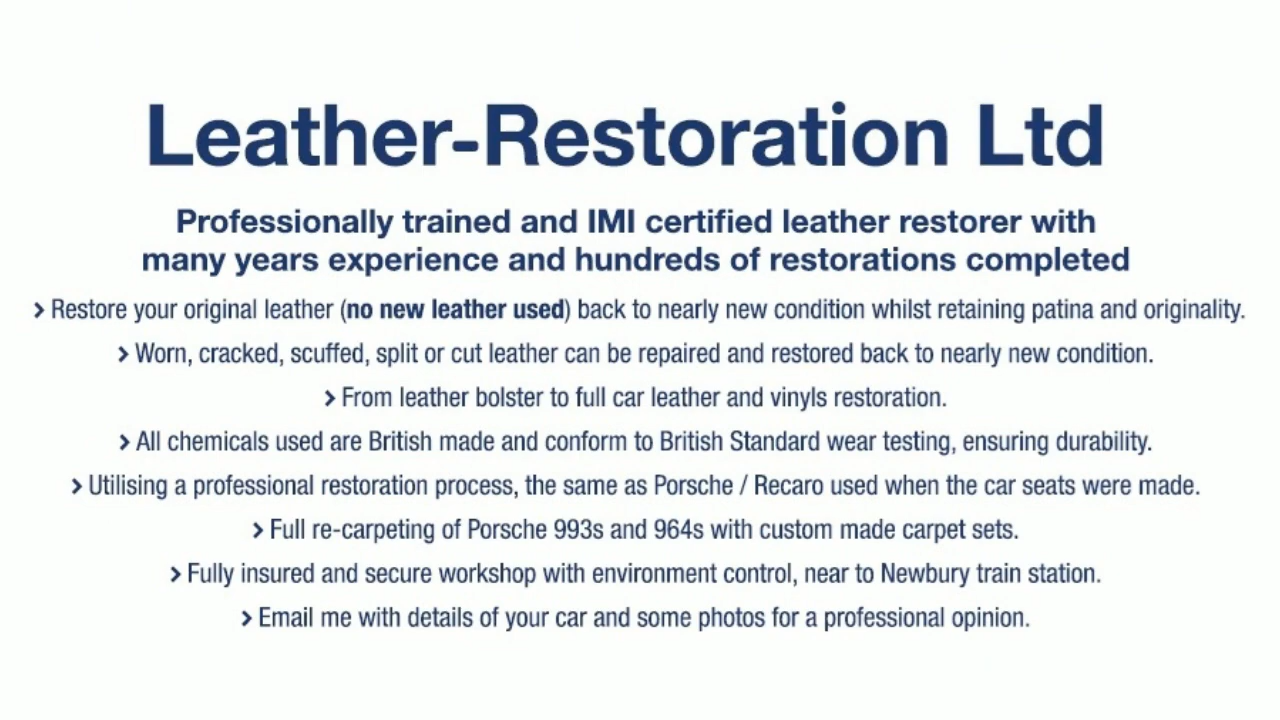 Leather-Restoration Ltd
Professionally trained and IMI certified leather restorer with
many years experience and hundreds of restorations completed
> Restore your original leather (no new leather used) back to nearly new condition whilst retaining patina and originality.
> Worn, cracked, scuffed, split or cut leather can be repaired and restored back to nearly new condition.
> From leather bolster to full car leather and vinyls restoration.
> All chemicals used are British made and conform to British Standard wear testing, ensuring durability.
> Utilising a professional restoration process, the same as Porsche / Recaro used when the car seats were made.
> Full re-carpeting of Porsche 993s and 964s with custom made carpet sets.
> Fully insured and secure workshop with environment control, near to Newbury train station.
> Email me with details of your car and some photos for a professional opinion.